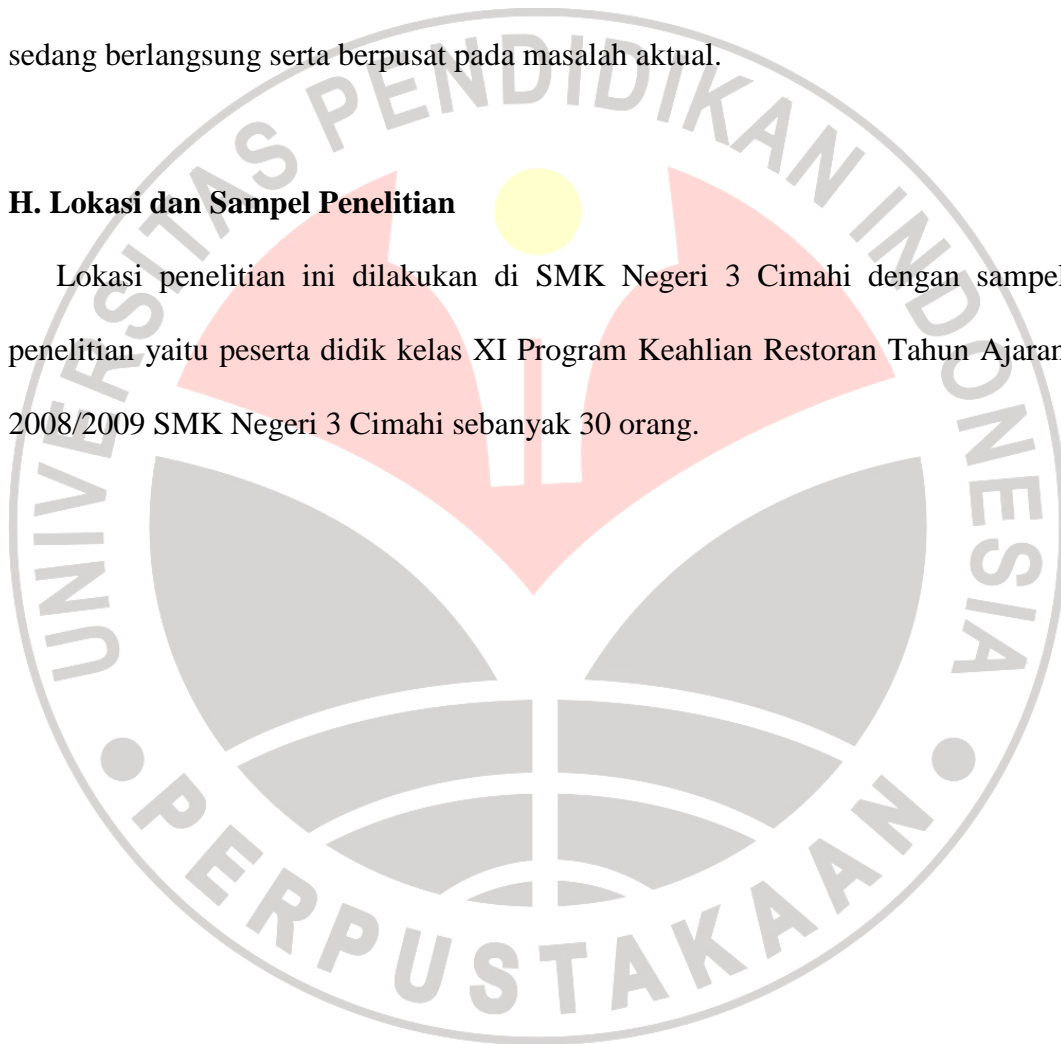 sedang berlangsung serta berpusat pada masalah aktual.
H. Lokasi dan Sampel Penelitian
Lokasi penelitian ini dilakukan di SMK Negeri 3 Cimahi dengan sampel
penelitian yaitu peserta didik kelas XI Program Keahlian Restoran Tahun Ajaran
2008/2009 SMK Negeri 3 Cimahi sebanyak 30 orang.
UNIVERSITAS PENDIDIKAN INDONESIA
PERPUSTAKAAN